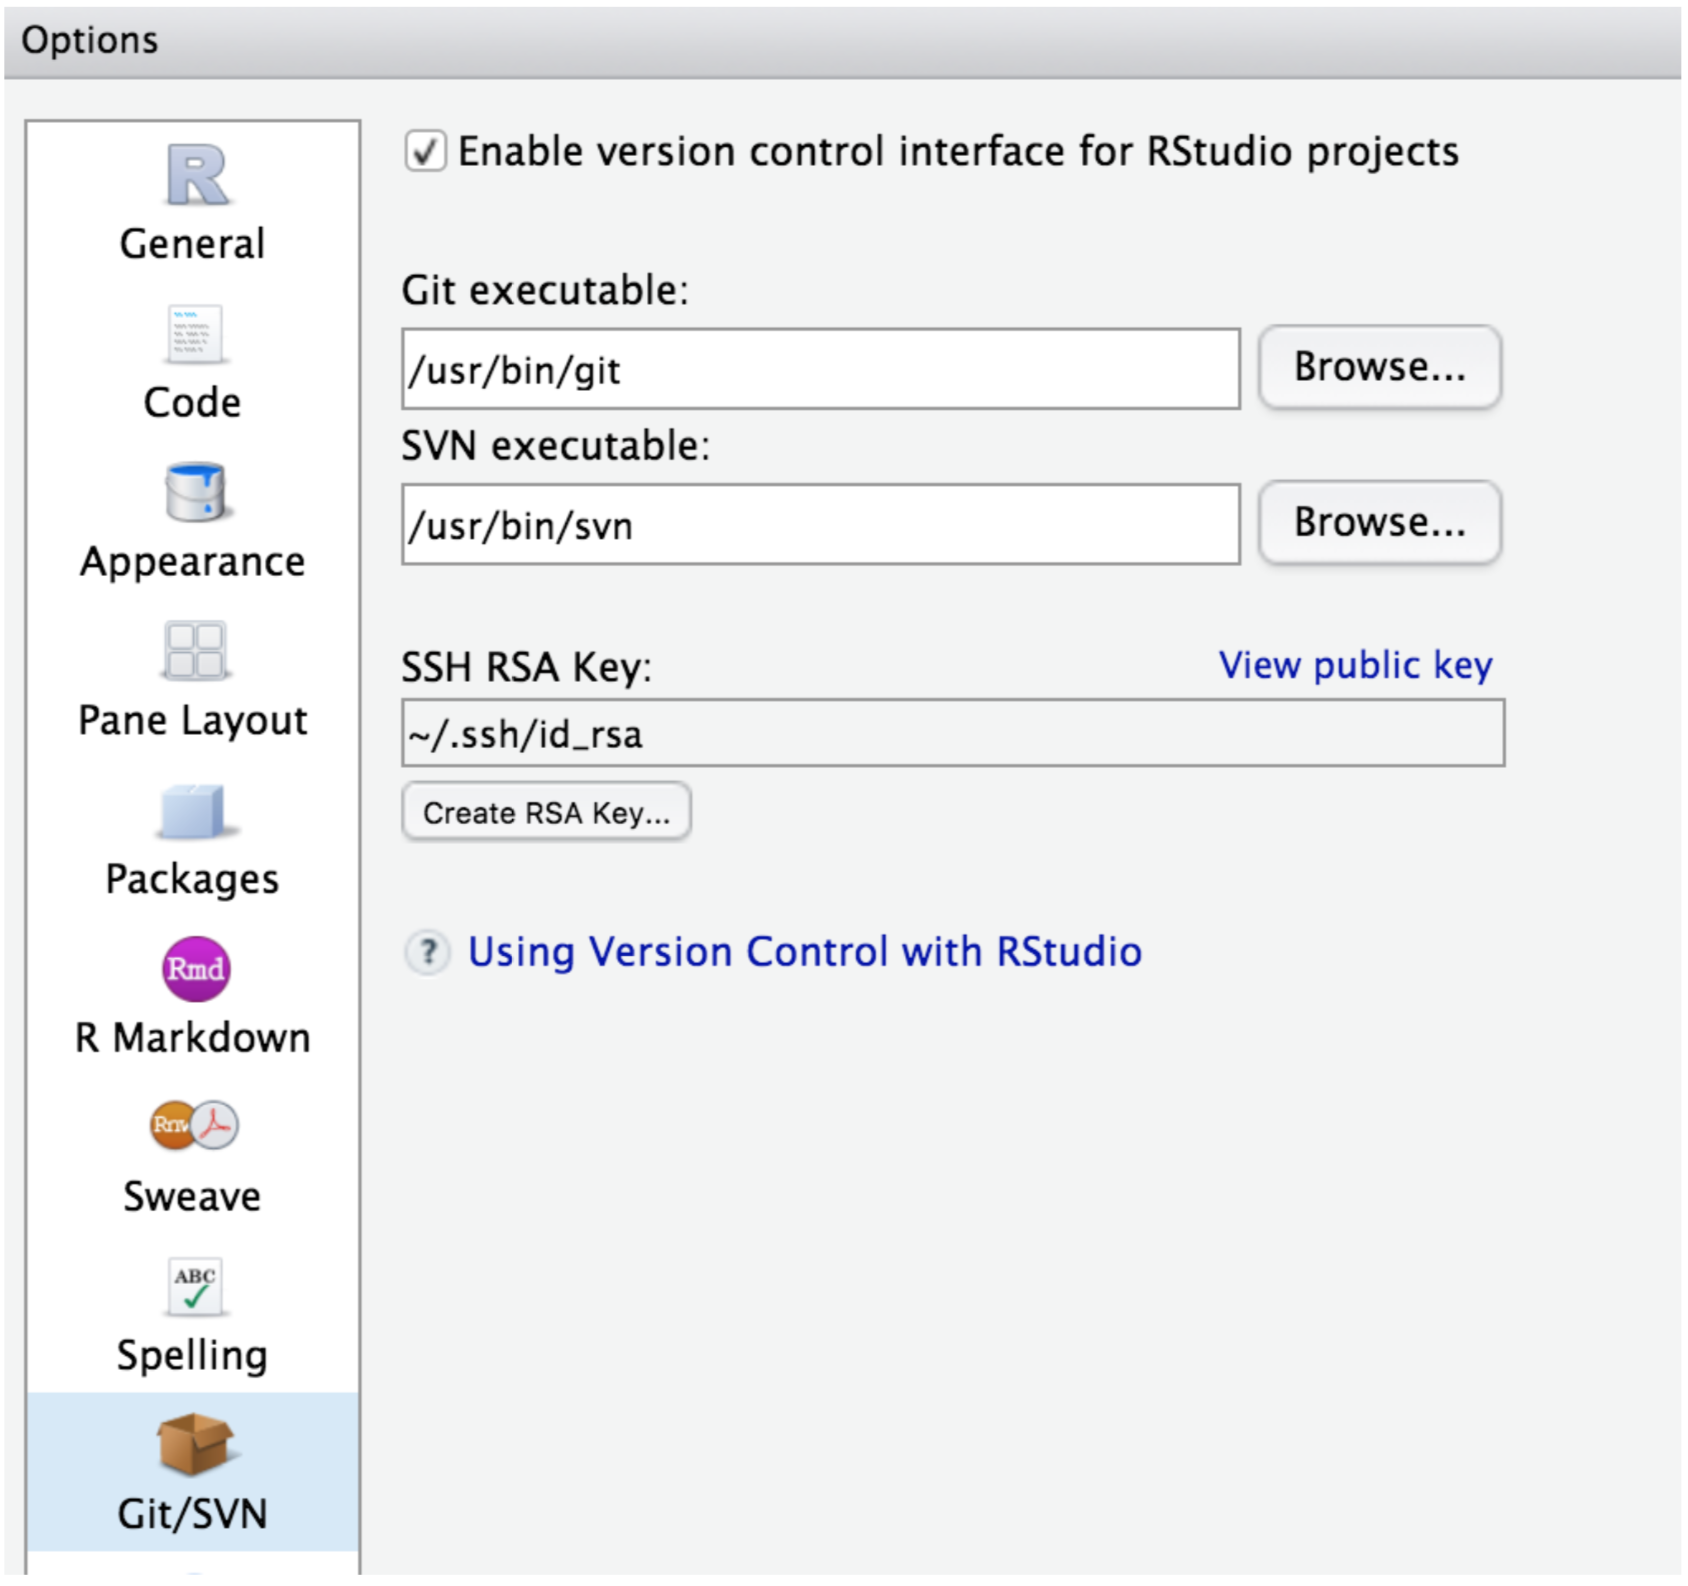 Options
R
General
Code
Appearance
Pane Layout
Packages
Rmd
R Markdown
Rnw
Sweave
ABC
Spelling
Git/SVN
Enable version control interface for RStudio projects
Git executable:
/usr/bin/git
Browse...
SVN executable:
/usr/bin/svn
Browse...
SSH RSA Key:
View public key
~/.ssh/id_rsa
Create RSA Key...
? Using Version Control with RStudio